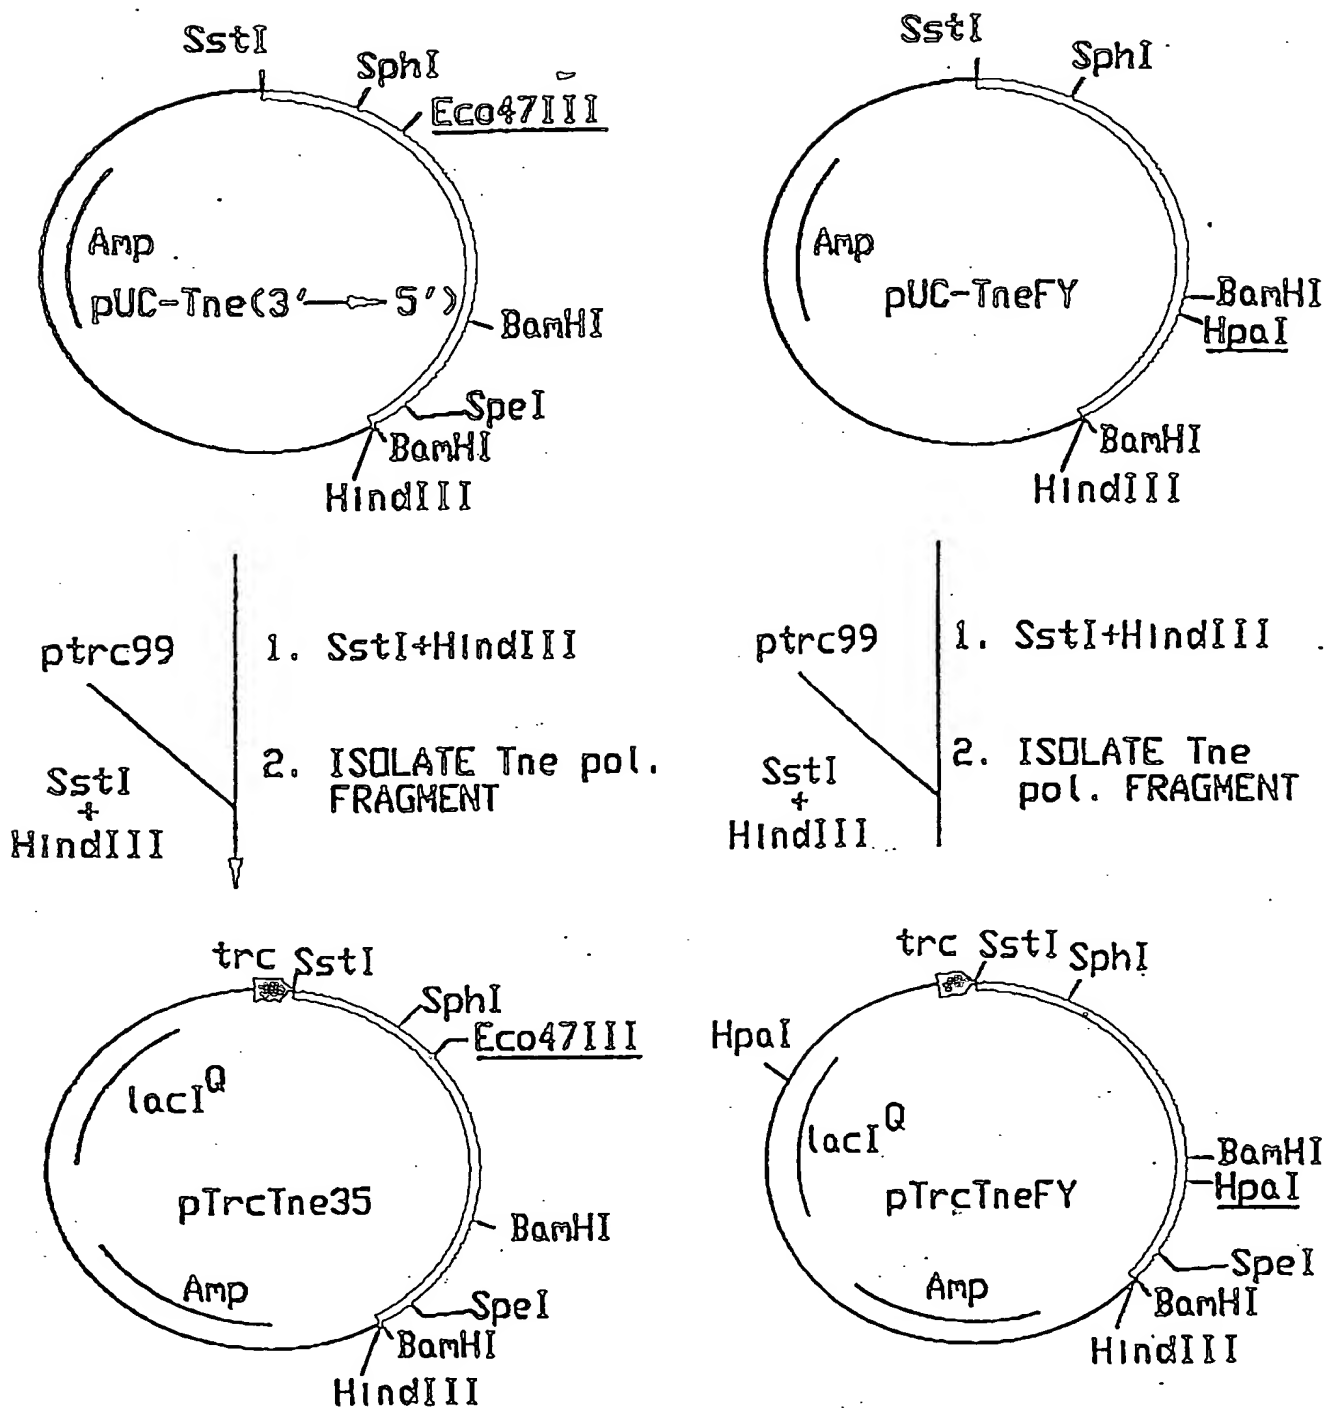 SstI
SphI
Eco47III
Amp
pUC-Tne(3'→5')
BamHI
SpeI
BamHI
HindIII
SstI
SphI
Amp
pUC-TneFY
BamHI
HpaI
BamHI
HindIII
ptrc99
1. SstI+HindIII
SstI
+
HindIII
2. ISOLATE Tne pol.
FRAGMENT
ptrc99
1. SstI+HindIII
SstI
+
HindIII
2. ISOLATE Tne
pol. FRAGMENT
trc SstI
SphI
Eco47III
lacI^Q
pTrcTne35
BamHI
Amp
SpeI
BamHI
HindIII
trc SstI
SphI
HpaI
lacI^Q
BamHI
pTrcTneFY
HpaI
SpeI
Amp
BamHI
HindIII